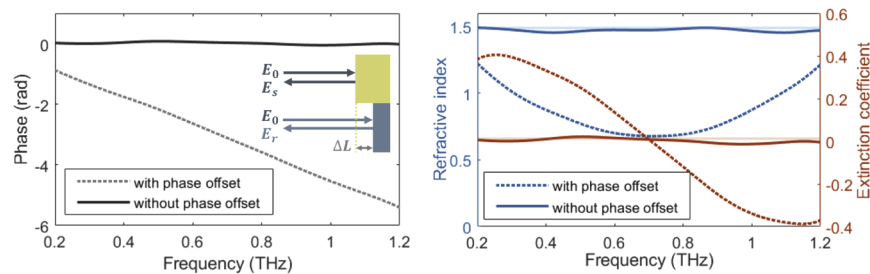 0
-2
-4
-6
Phase (rad)
E₀
Eₛ
E₀
Eᵣ
ΔL
with phase offset
without phase offset
0.2 0.4 0.6 0.8 1.0 1.2
Frequency (THz)
1.5
1
0.5
0
Refractive index
0.6
0.4
0.2
0
-0.2
-0.4
Extinction coefficient
with phase offset
without phase offset
0.2 0.4 0.6 0.8 1.0 1.2
Frequency (THz)